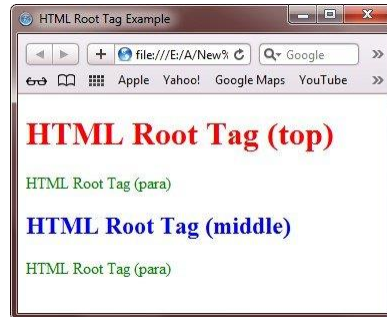 HTML Root Tag Example
file:///E:/A/New%
Google
Apple Yahoo! Google Maps YouTube
HTML Root Tag (top)
HTML Root Tag (para)
HTML Root Tag (middle)
HTML Root Tag (para)